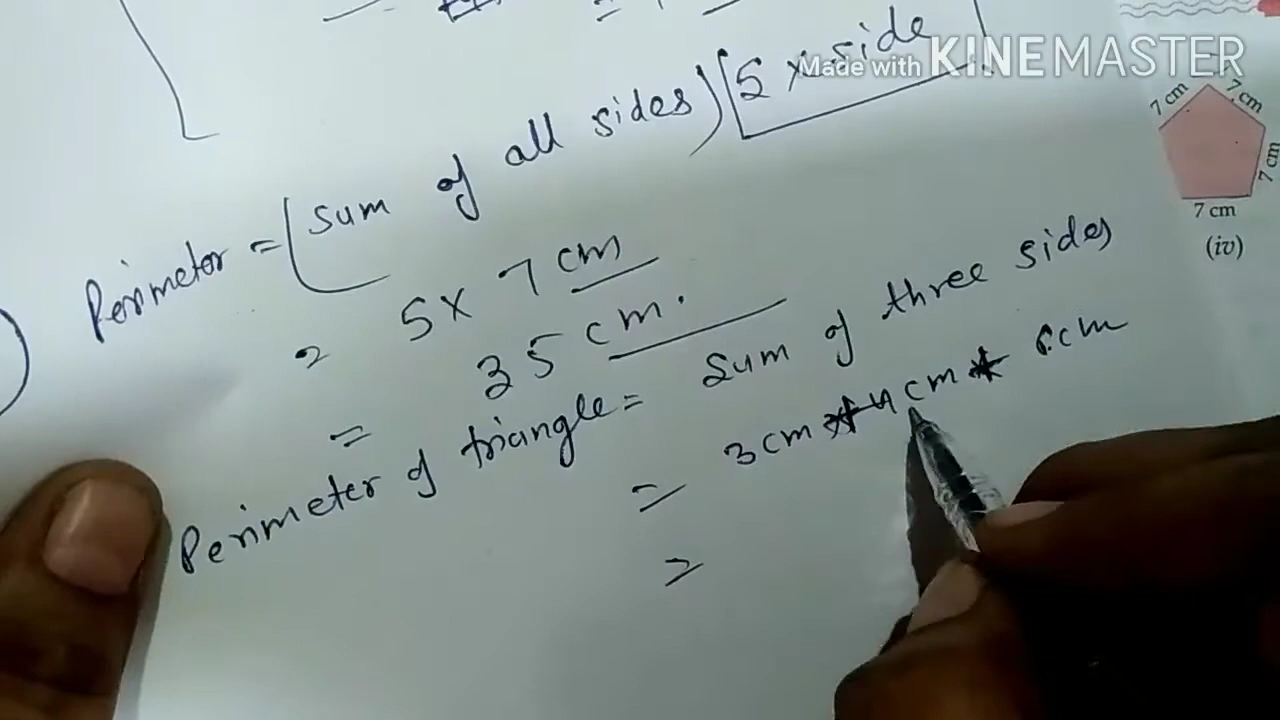 Made with KINEMASTER
Perimeter = (sum of all sides) [5 x side
= 5 x 7 cm
= 35 cm.
Perimeter of triangle = Sum of three sides
= 3 cm + 4 cm + cm
=
7 cm 7 cm
7 cm
7 cm
(iv)